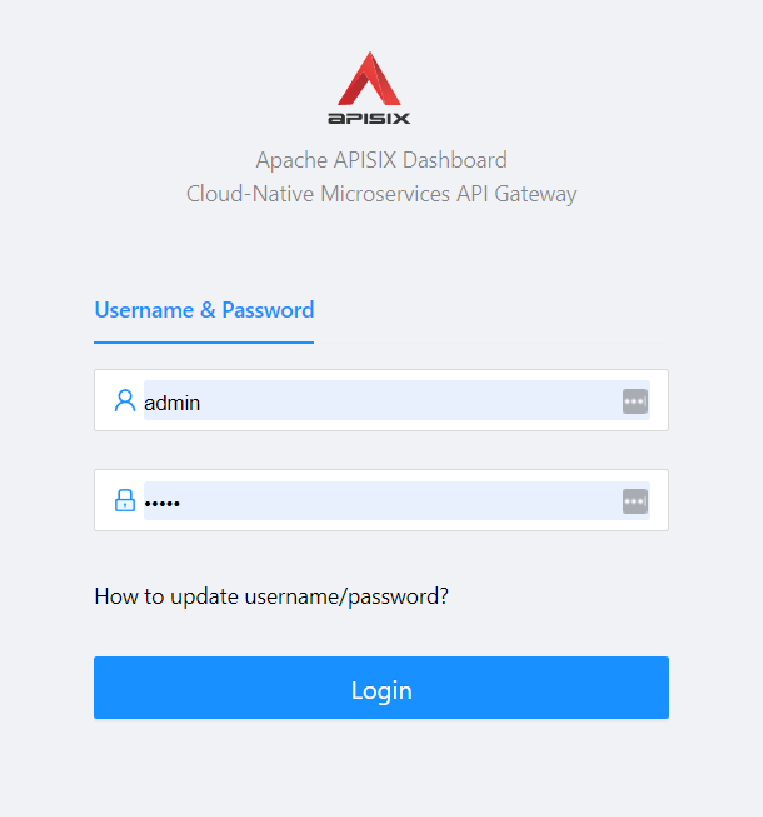 APISIX
Apache APISIX Dashboard
Cloud-Native Microservices API Gateway
Username & Password
admin
•••••
How to update username/password?
Login